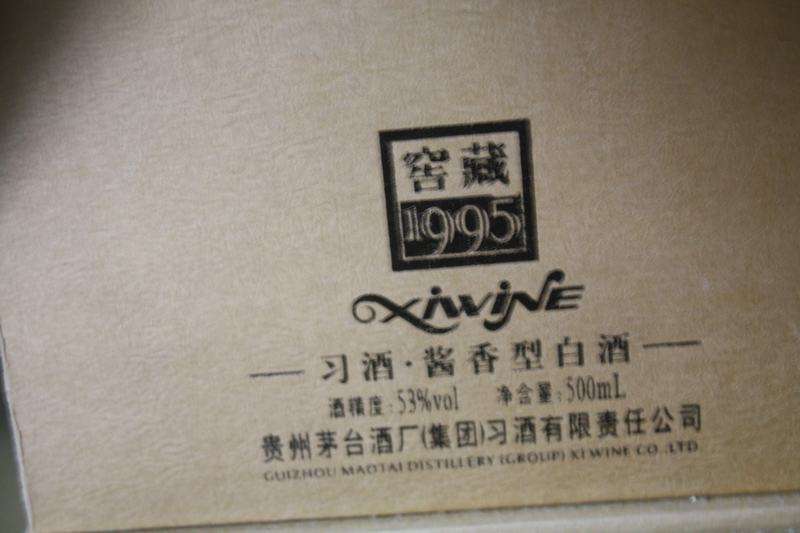 窖藏
1995
XIWINE
习酒·酱香型白酒
酒精度:53%vol 净含量:500mL
贵州茅台酒厂(集团)习酒有限责任公司
GUIZHOU MAOTAI DISTILLERY (GROUP) XI WINE CO .,LTD